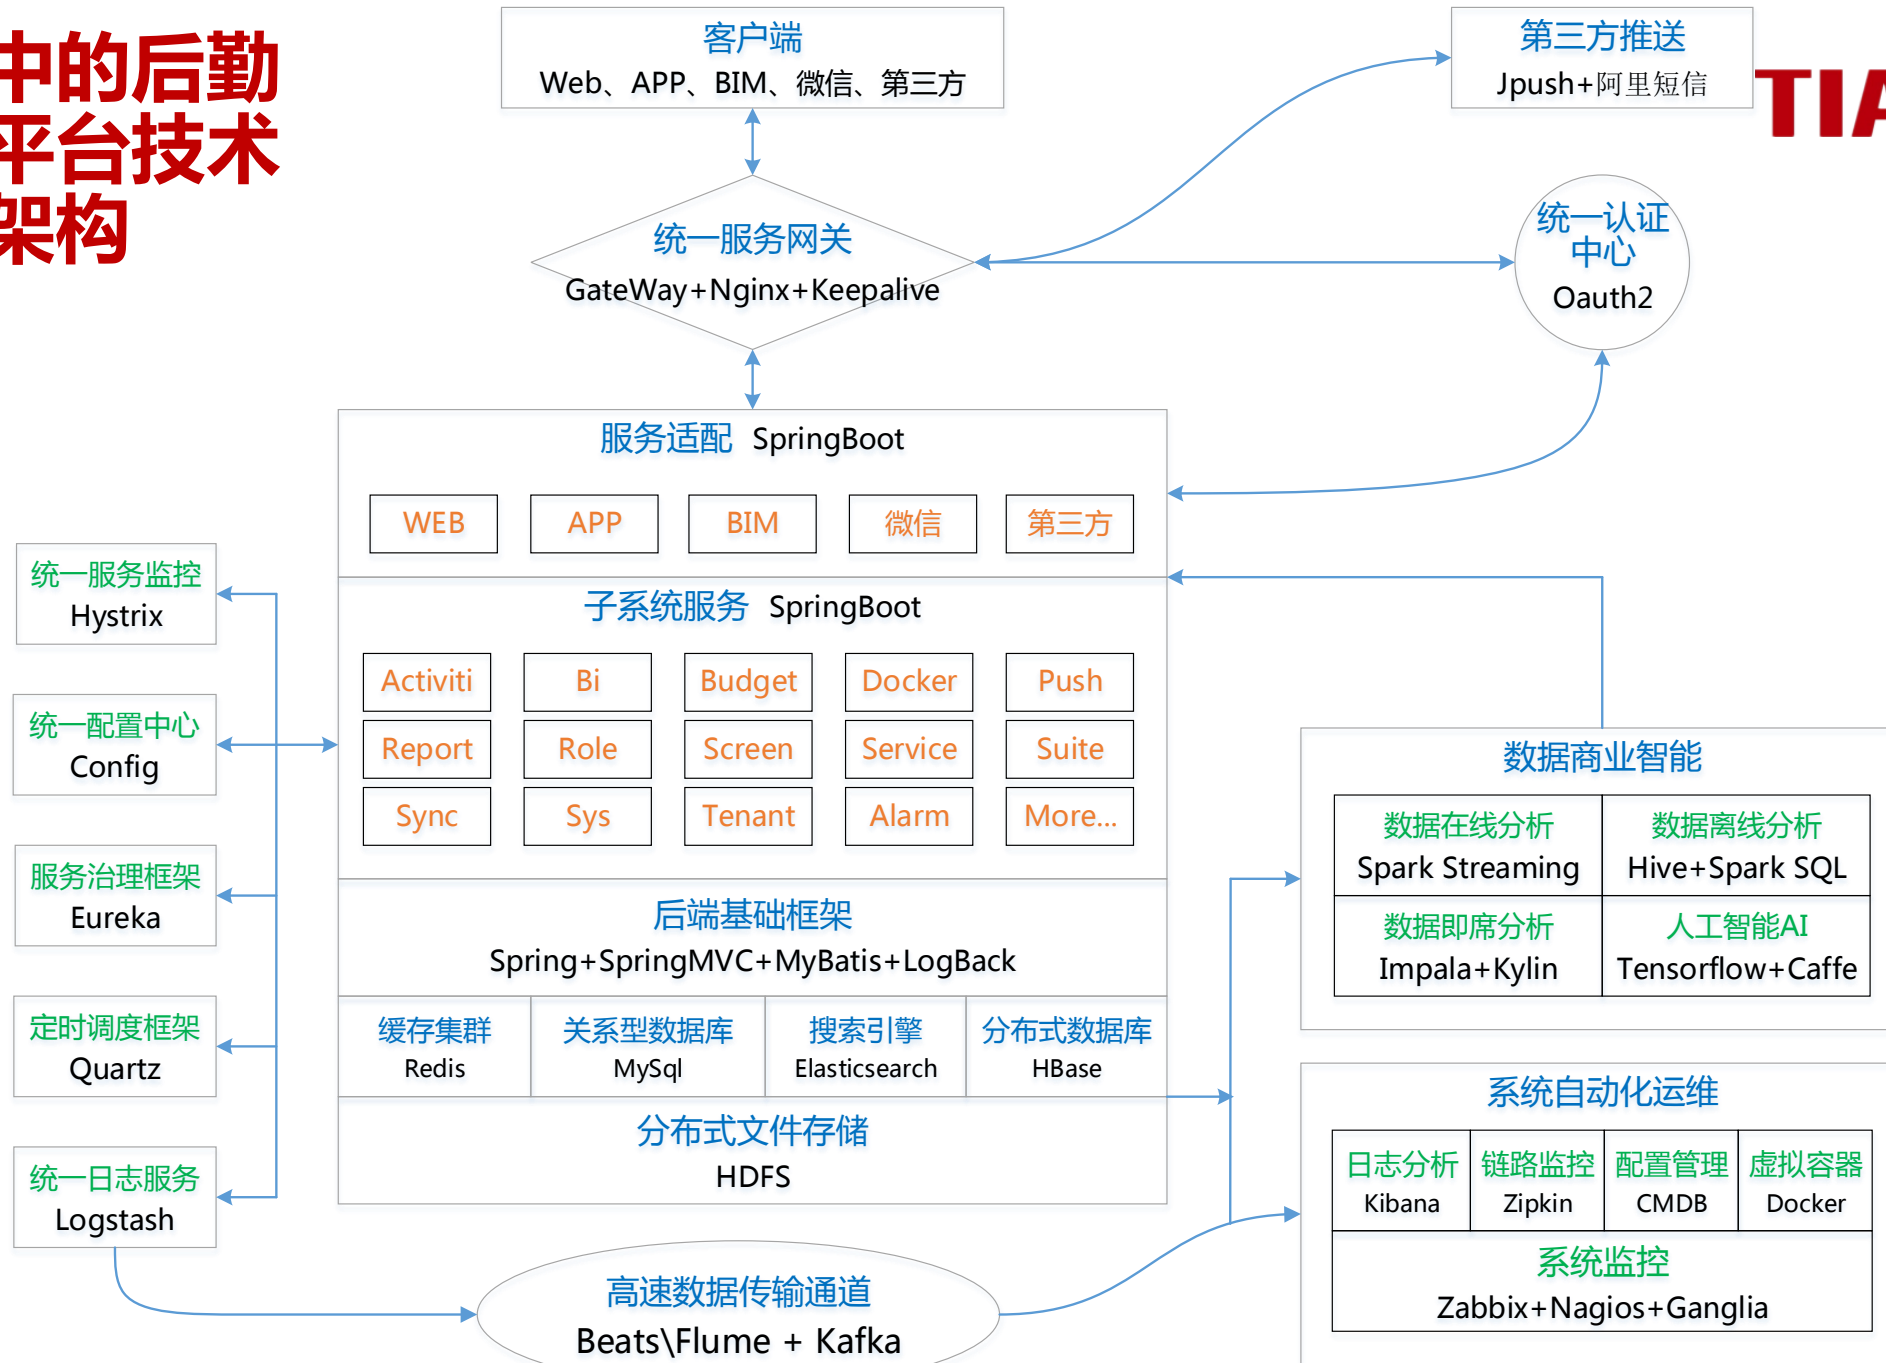 中的后勤
平台技术
架构
TIA
客户端
Web、APP、BIM、微信、第三方
第三方推送
Jpush+阿里短信
统一服务网关
GateWay+Nginx+Keepalive
统一认证
中心
Oauth2
服务适配 SpringBoot
WEB APP BIM 微信 第三方
子系统服务 SpringBoot
Activiti Bi Budget Docker Push
Report Role Screen Service Suite
Sync Sys Tenant Alarm More...
后端基础框架
Spring+SpringMVC+MyBatis+LogBack
缓存集群 关系型数据库 搜索引擎 分布式数据库
Redis MySql Elasticsearch HBase
分布式文件存储
HDFS
统一服务监控
Hystrix
统一配置中心
Config
服务治理框架
Eureka
定时调度框架
Quartz
统一日志服务
Logstash
高速数据传输通道
Beats\Flume + Kafka
数据商业智能
数据在线分析 数据离线分析
Spark Streaming Hive+Spark SQL
数据即席分析 人工智能AI
Impala+Kylin Tensorflow+Caffe
系统自动化运维
日志分析 链路监控 配置管理 虚拟容器
Kibana Zipkin CMDB Docker
系统监控
Zabbix+Nagios+Ganglia